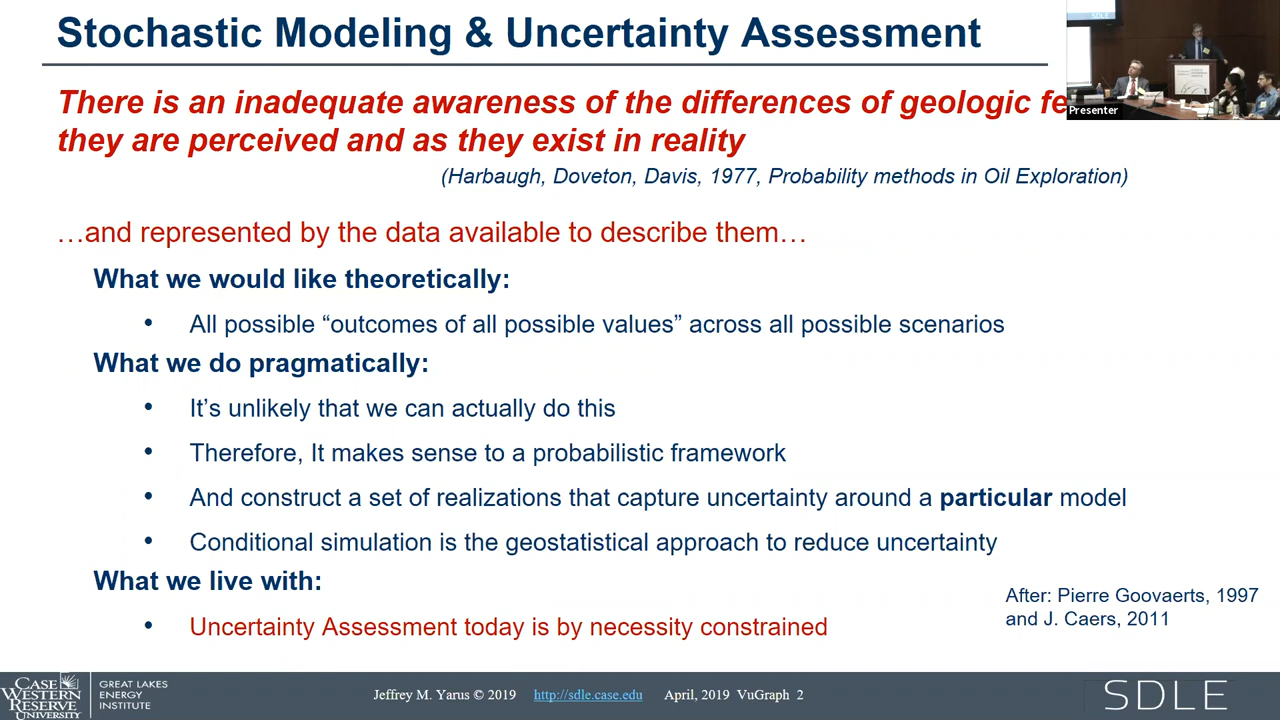 Stochastic Modeling & Uncertainty Assessment
SDLE
There is an inadequate awareness of the differences of geologic fe
they are perceived and as they exist in reality
Presenter
(Harbaugh, Doveton, Davis, 1977, Probability methods in Oil Exploration)
…and represented by the data available to describe them…
What we would like theoretically:
• All possible “outcomes of all possible values” across all possible scenarios
What we do pragmatically:
• It’s unlikely that we can actually do this
• Therefore, It makes sense to a probabilistic framework
• And construct a set of realizations that capture uncertainty around a particular model
• Conditional simulation is the geostatistical approach to reduce uncertainty
What we live with:
• Uncertainty Assessment today is by necessity constrained
After: Pierre Goovaerts, 1997
and J. Caers, 2011
CASE
WESTERN
RESERVE
UNIVERSITY
GREAT LAKES
ENERGY
INSTITUTE
Jeffrey M. Yarus © 2019 http://sdle.case.edu April, 2019 VuGraph 2
SDLE